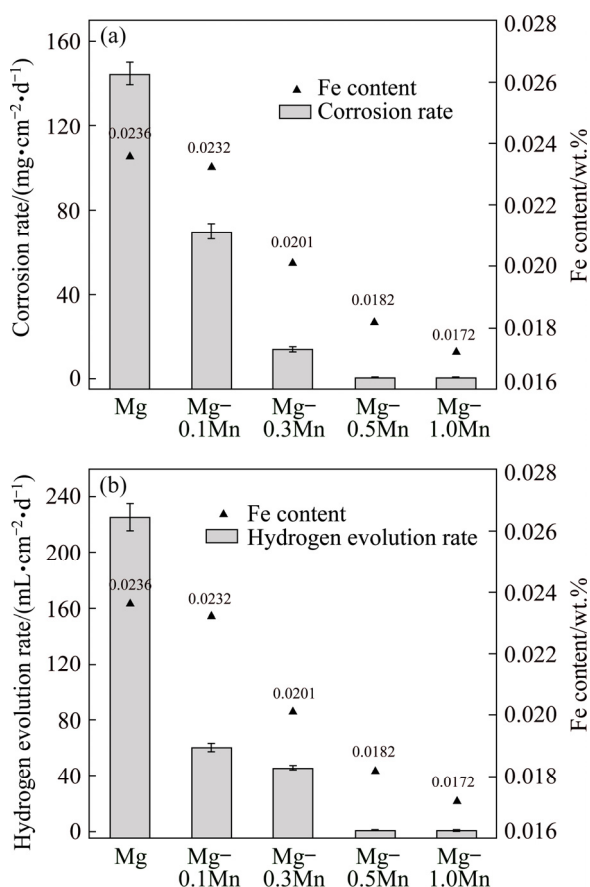 (a)
Fe content
Corrosion rate
Corrosion rate/(mg•cm⁻²•d⁻¹)
160
120
80
40
0
0.0236
0.0232
0.0201
0.0182
0.0172
0.028
0.026
0.024
0.022
0.020
0.018
0.016
Fe content/wt.%
Mg
Mg−
0.1Mn
Mg−
0.3Mn
Mg−
0.5Mn
Mg−
1.0Mn
(b)
Fe content
Hydrogen evolution rate
Hydrogen evolution rate/(mL•cm⁻²•d⁻¹)
240
200
160
120
80
40
0
0.0236
0.0232
0.0201
0.0182
0.0172
0.028
0.026
0.024
0.022
0.020
0.018
0.016
Fe content/wt.%
Mg
Mg−
0.1Mn
Mg−
0.3Mn
Mg−
0.5Mn
Mg−
1.0Mn